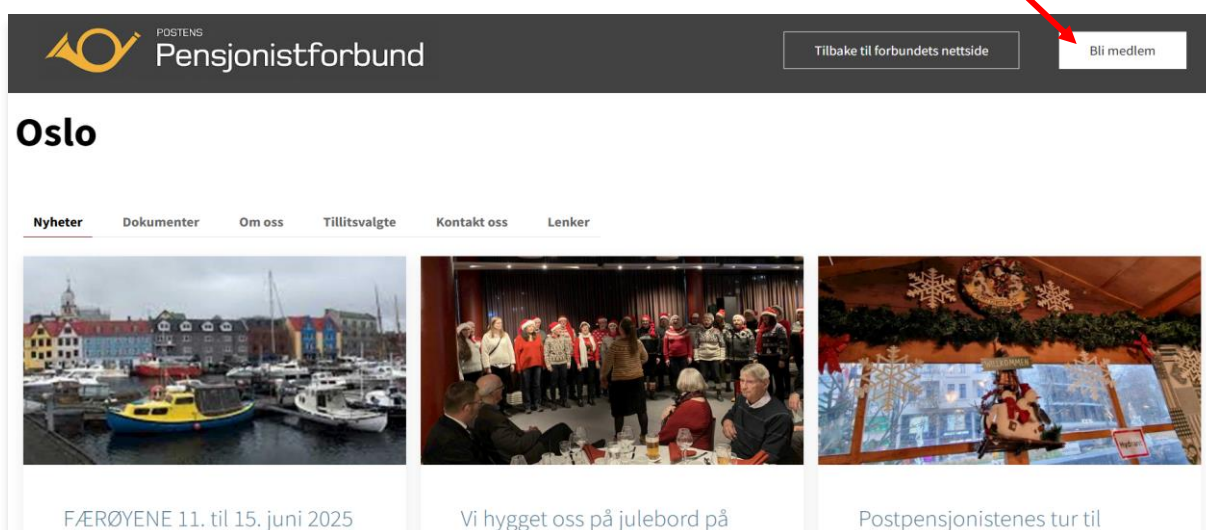 POSTENS
Pensjonistforbund
Tilbake til forbundets nettside
Bli medlem
Oslo
Nyheter Dokumenter Om oss Tillitsvalgte Kontakt oss Lenker
FÆRØYENE 11. til 15. juni 2025
Vi hygget oss på julebord på
Postpensjonistenes tur til